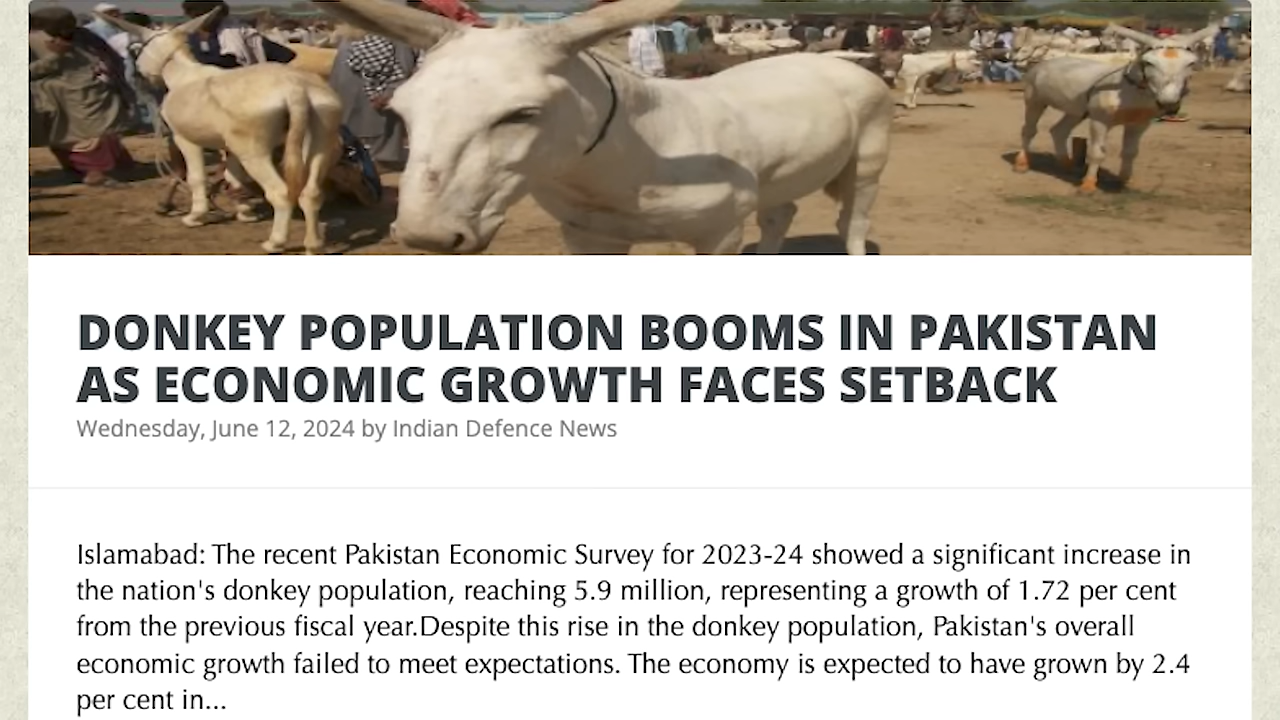 DONKEY POPULATION BOOMS IN PAKISTAN
AS ECONOMIC GROWTH FACES SETBACK
Wednesday, June 12, 2024 by Indian Defence News
Islamabad: The recent Pakistan Economic Survey for 2023-24 showed a significant increase in
the nation's donkey population, reaching 5.9 million, representing a growth of 1.72 per cent
from the previous fiscal year.Despite this rise in the donkey population, Pakistan's overall
economic growth failed to meet expectations. The economy is expected to have grown by 2.4
per cent in...